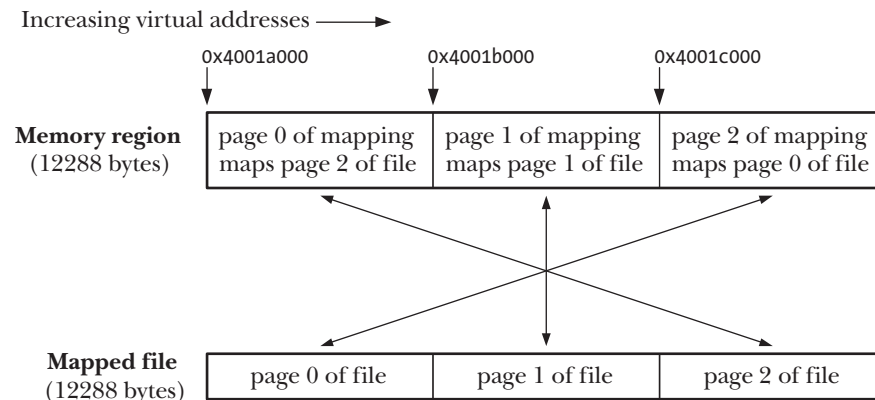 Increasing virtual addresses
0x4001a000 0x4001b000 0x4001c000
Memory region
(12288 bytes)
page 0 of mapping
maps page 2 of file
page 1 of mapping
maps page 1 of file
page 2 of mapping
maps page 0 of file
Mapped file
(12288 bytes)
page 0 of file
page 1 of file
page 2 of file